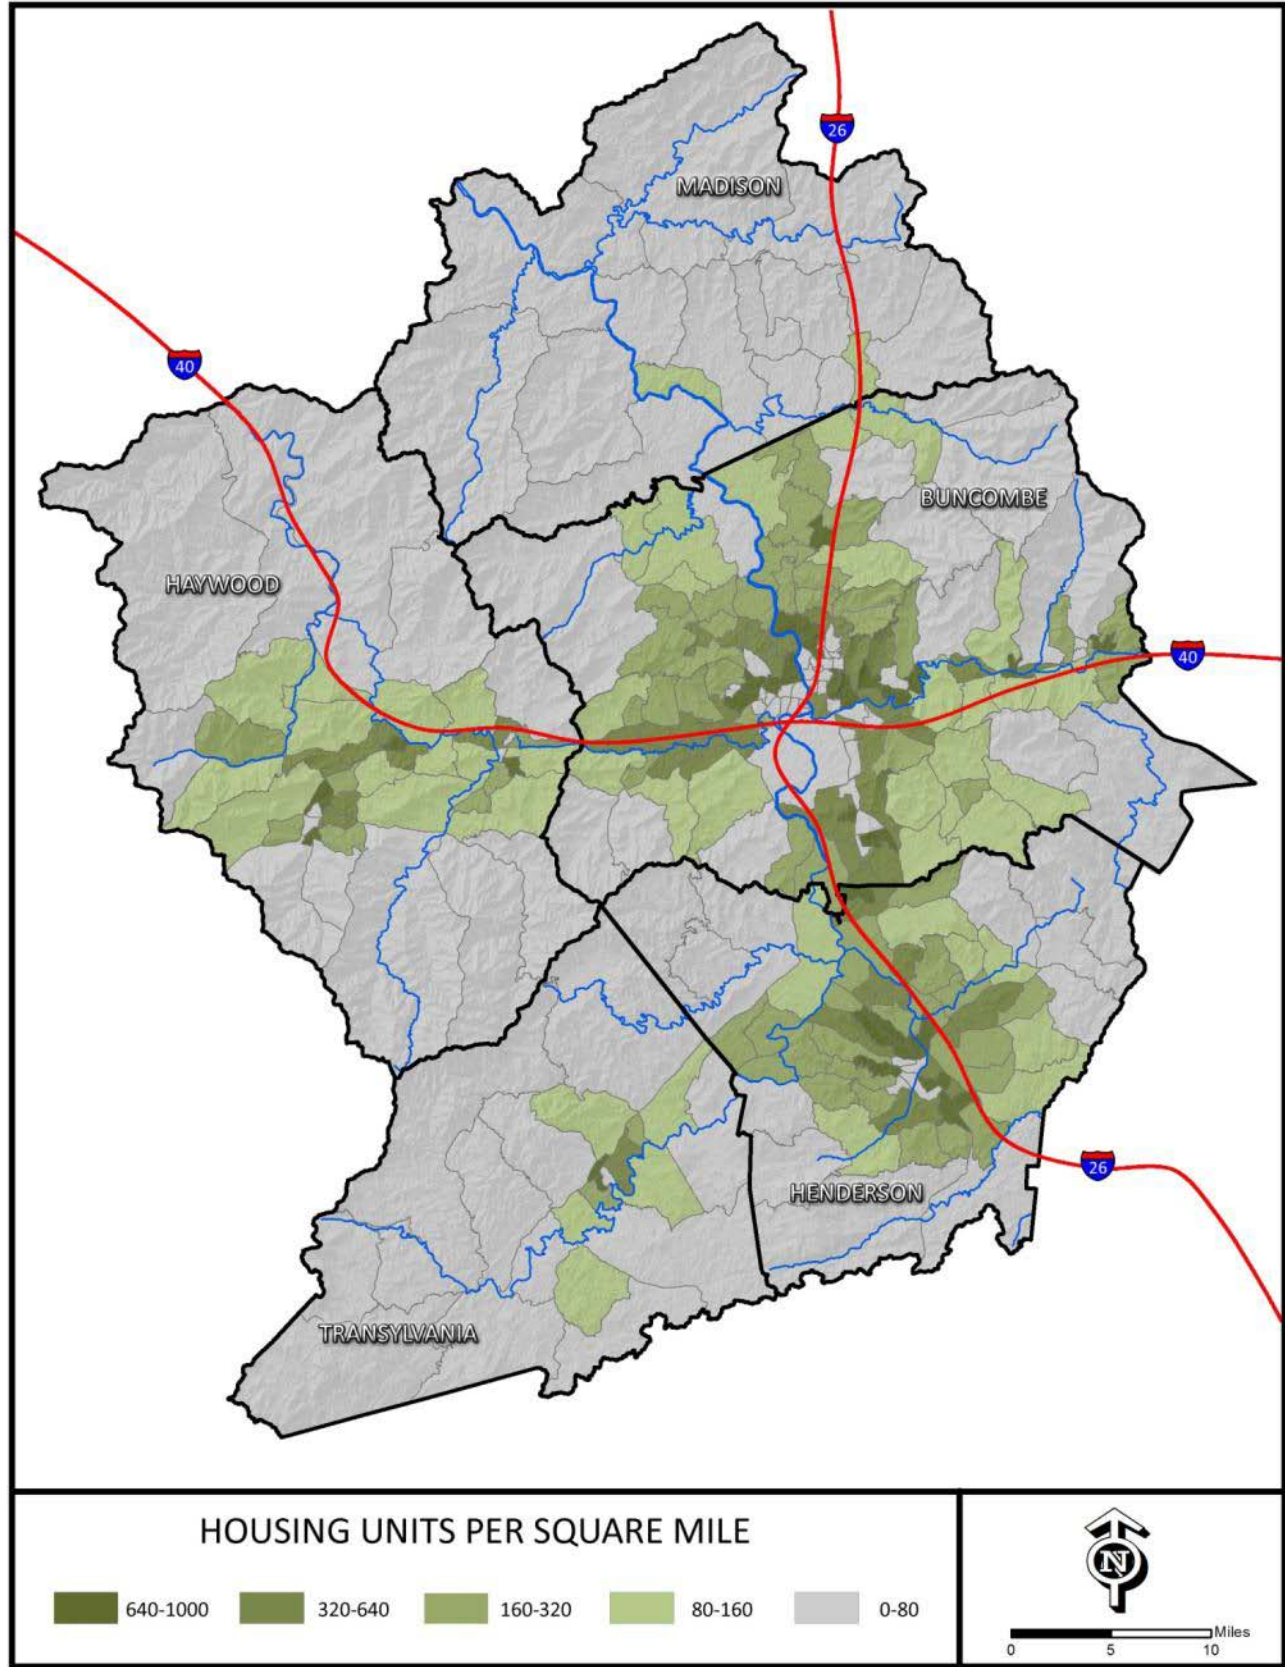 26
MADISON
40
BUNCOMBE
HAYWOOD
40
26
HENDERSON
TRANSYLVANIA
HOUSING UNITS PER SQUARE MILE
640-1000 320-640 160-320 80-160 0-80
N
Miles
0 5 10